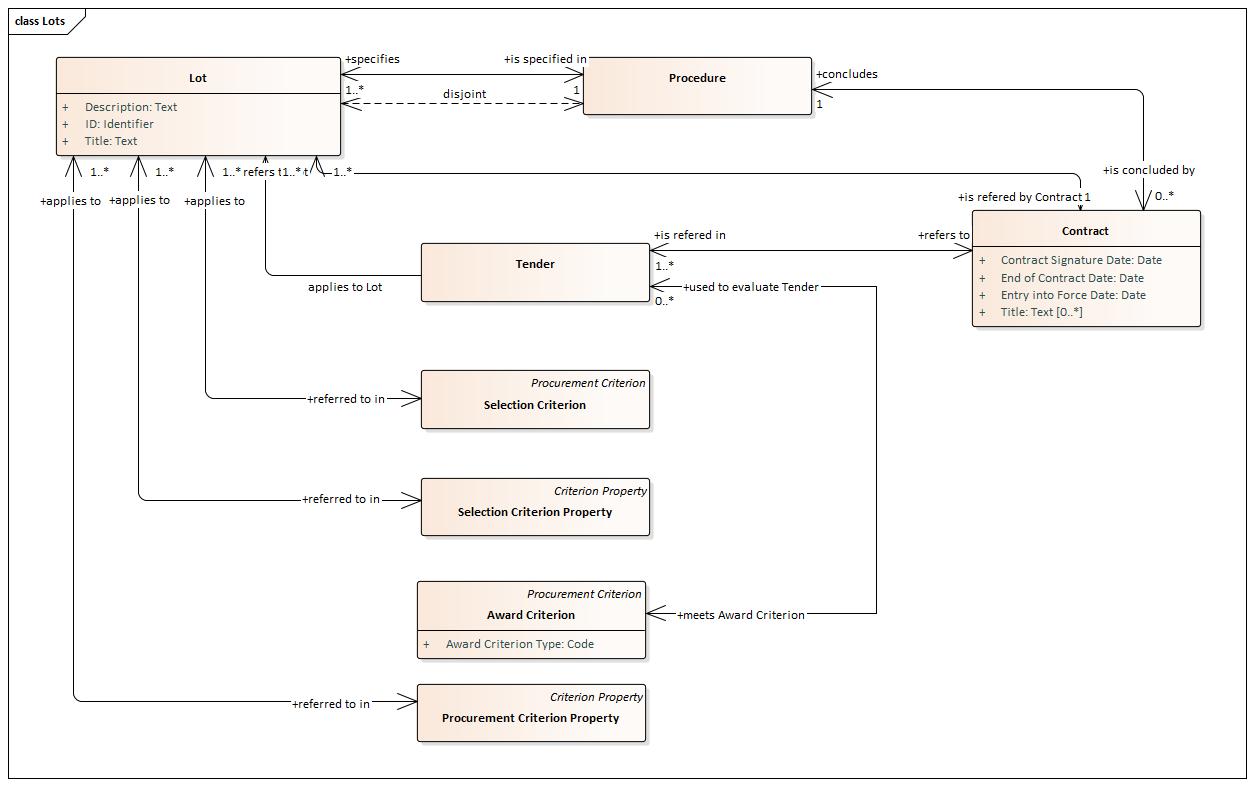 class Lots
+specifies
+is specified in
Lot
Procedure
+concludes
1..*
1
disjoint
1
+ Description: Text
+ ID: Identifier
+ Title: Text
1..*
1..*
1..*
refers t
1..*
t
1..*
+is concluded by
+applies to
+applies to
+applies to
+is refered by Contract
1
0..*
Contract
+is refered in
+refers to
Tender
1..*
+ Contract Signature Date: Date
+ End of Contract Date: Date
+ Entry into Force Date: Date
+ Title: Text [0..*]
applies to Lot
+used to evaluate Tender
0..*
Procurement Criterion
+referred to in
Selection Criterion
Criterion Property
+referred to in
Selection Criterion Property
Procurement Criterion
Award Criterion
+meets Award Criterion
+ Award Criterion Type: Code
Criterion Property
+referred to in
Procurement Criterion Property